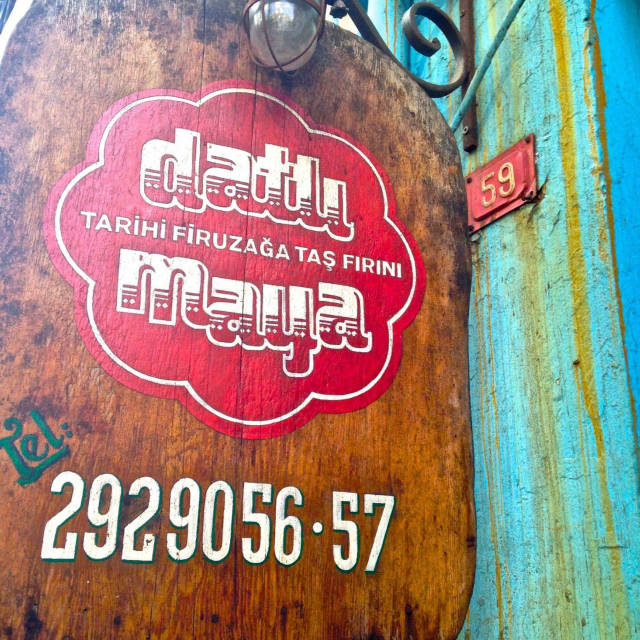 datlı
TARİHİ FİRUZAĞA TAŞ FIRINI
maya
59
Tel:
2929056·57